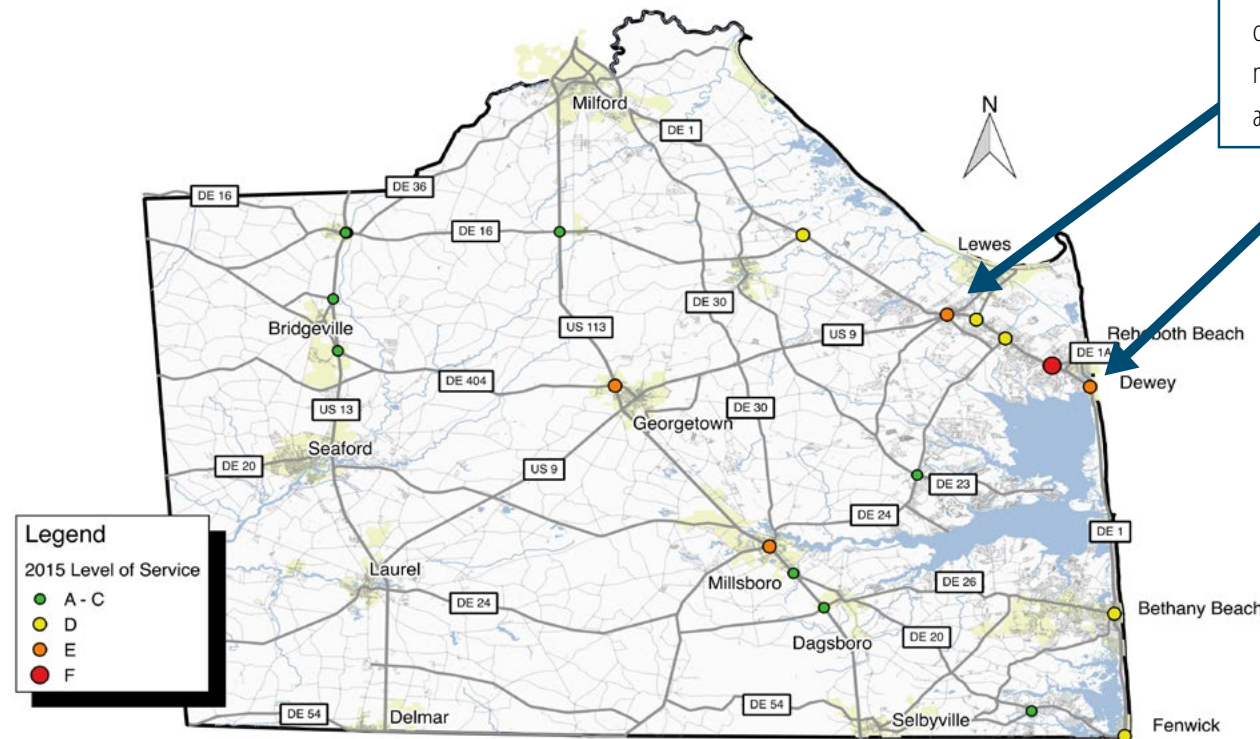 Milford
N
DE 1
DE 36
DE 16
DE 16
Lewes
DE 30
US 113
US 9
Bridgeville
Rehoboth Beach
DE 1A
DE 404
Dewey
US 13
DE 30
Georgetown
Seaford
DE 20
US 9
DE 23
DE 24
DE 1
Legend
2015 Level of Service
A - C
D
E
F
Laurel
Millsboro
DE 26
DE 24
Bethany Beach
Dagsboro
DE 20
DE 54
DE 54
Delmar
Selbyville
Fenwick